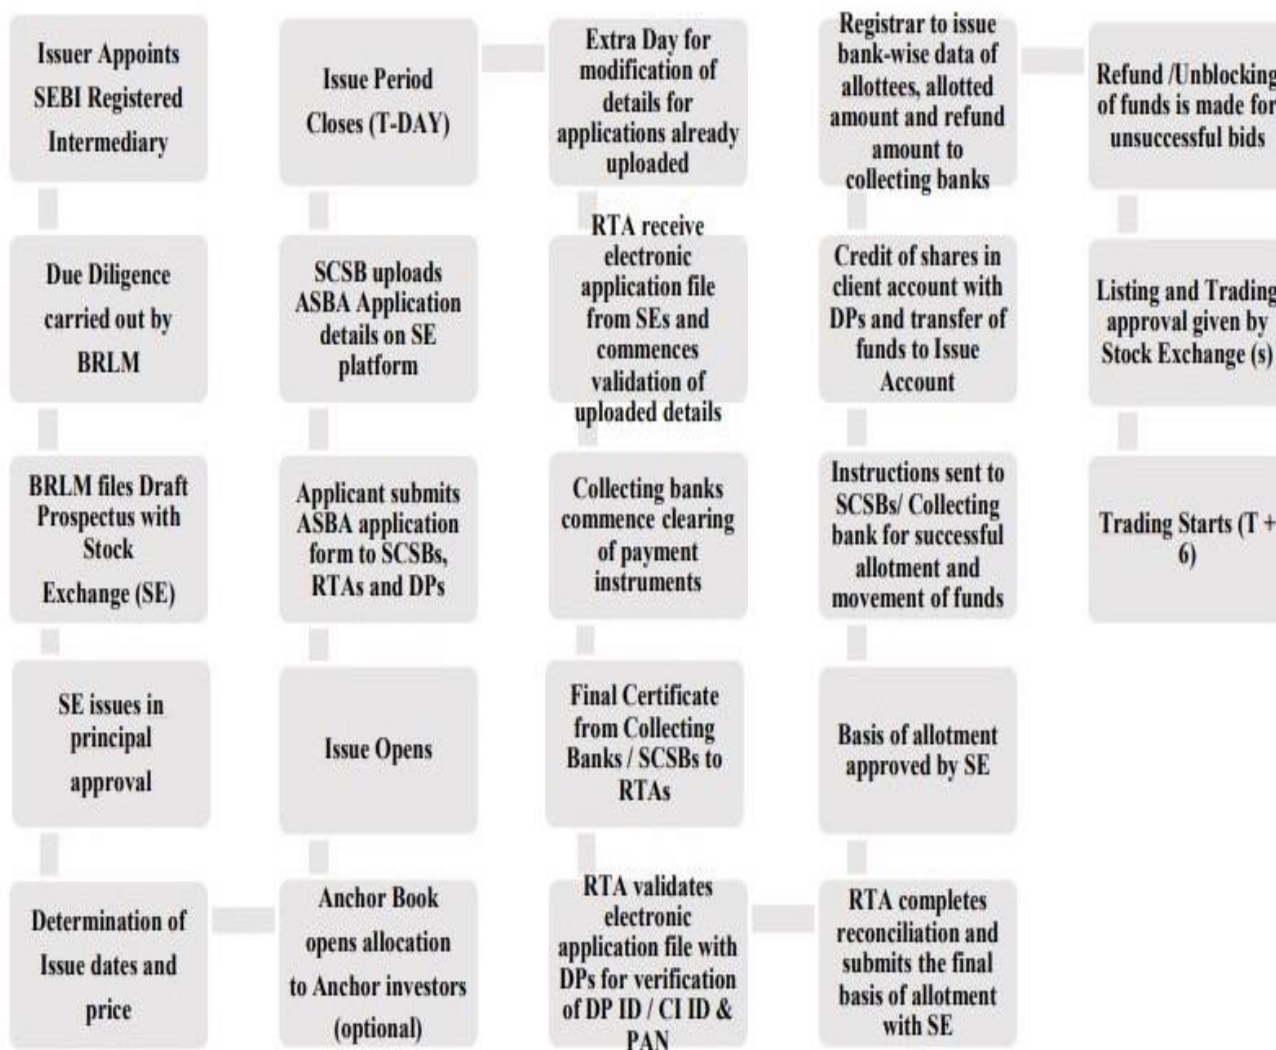 Issuer Appoints
SEBI Registered
Intermediary
Due Diligence
carried out by
BRLM
BRLM files Draft
Prospectus with
Stock
Exchange (SE)
SE issues in
principal
approval
Determination of
Issue dates and
price
Anchor Book
opens allocation
to Anchor investors
(optional)
Issue Opens
Applicant submits
ASBA application
form to SCSBs,
RTAs and DPs
SCSB uploads
ASBA Application
details on SE
platform
Issue Period
Closes (T-DAY)
Extra Day for
modification of
details for
applications already
uploaded
RTA receive
electronic
application file
from SEs and
commences
validation of
uploaded details
Collecting banks
commence clearing
of payment
instruments
Final Certificate
from Collecting
Banks / SCSBs to
RTAs
RTA validates
electronic
application file with
DPs for verification
of DP ID / CI ID &
PAN
RTA completes
reconciliation and
submits the final
basis of allotment
with SE
Basis of allotment
approved by SE
Instructions sent to
SCSBs/ Collecting
bank for successful
allotment and
movement of funds
Credit of shares in
client account with
DPs and transfer of
funds to Issue
Account
Registrar to issue
bank-wise data of
allottees, allotted
amount and refund
amount to
collecting banks
Refund /Unblocking
of funds is made for
unsuccessful bids
Listing and Trading
approval given by
Stock Exchange (s)
Trading Starts (T +
6)